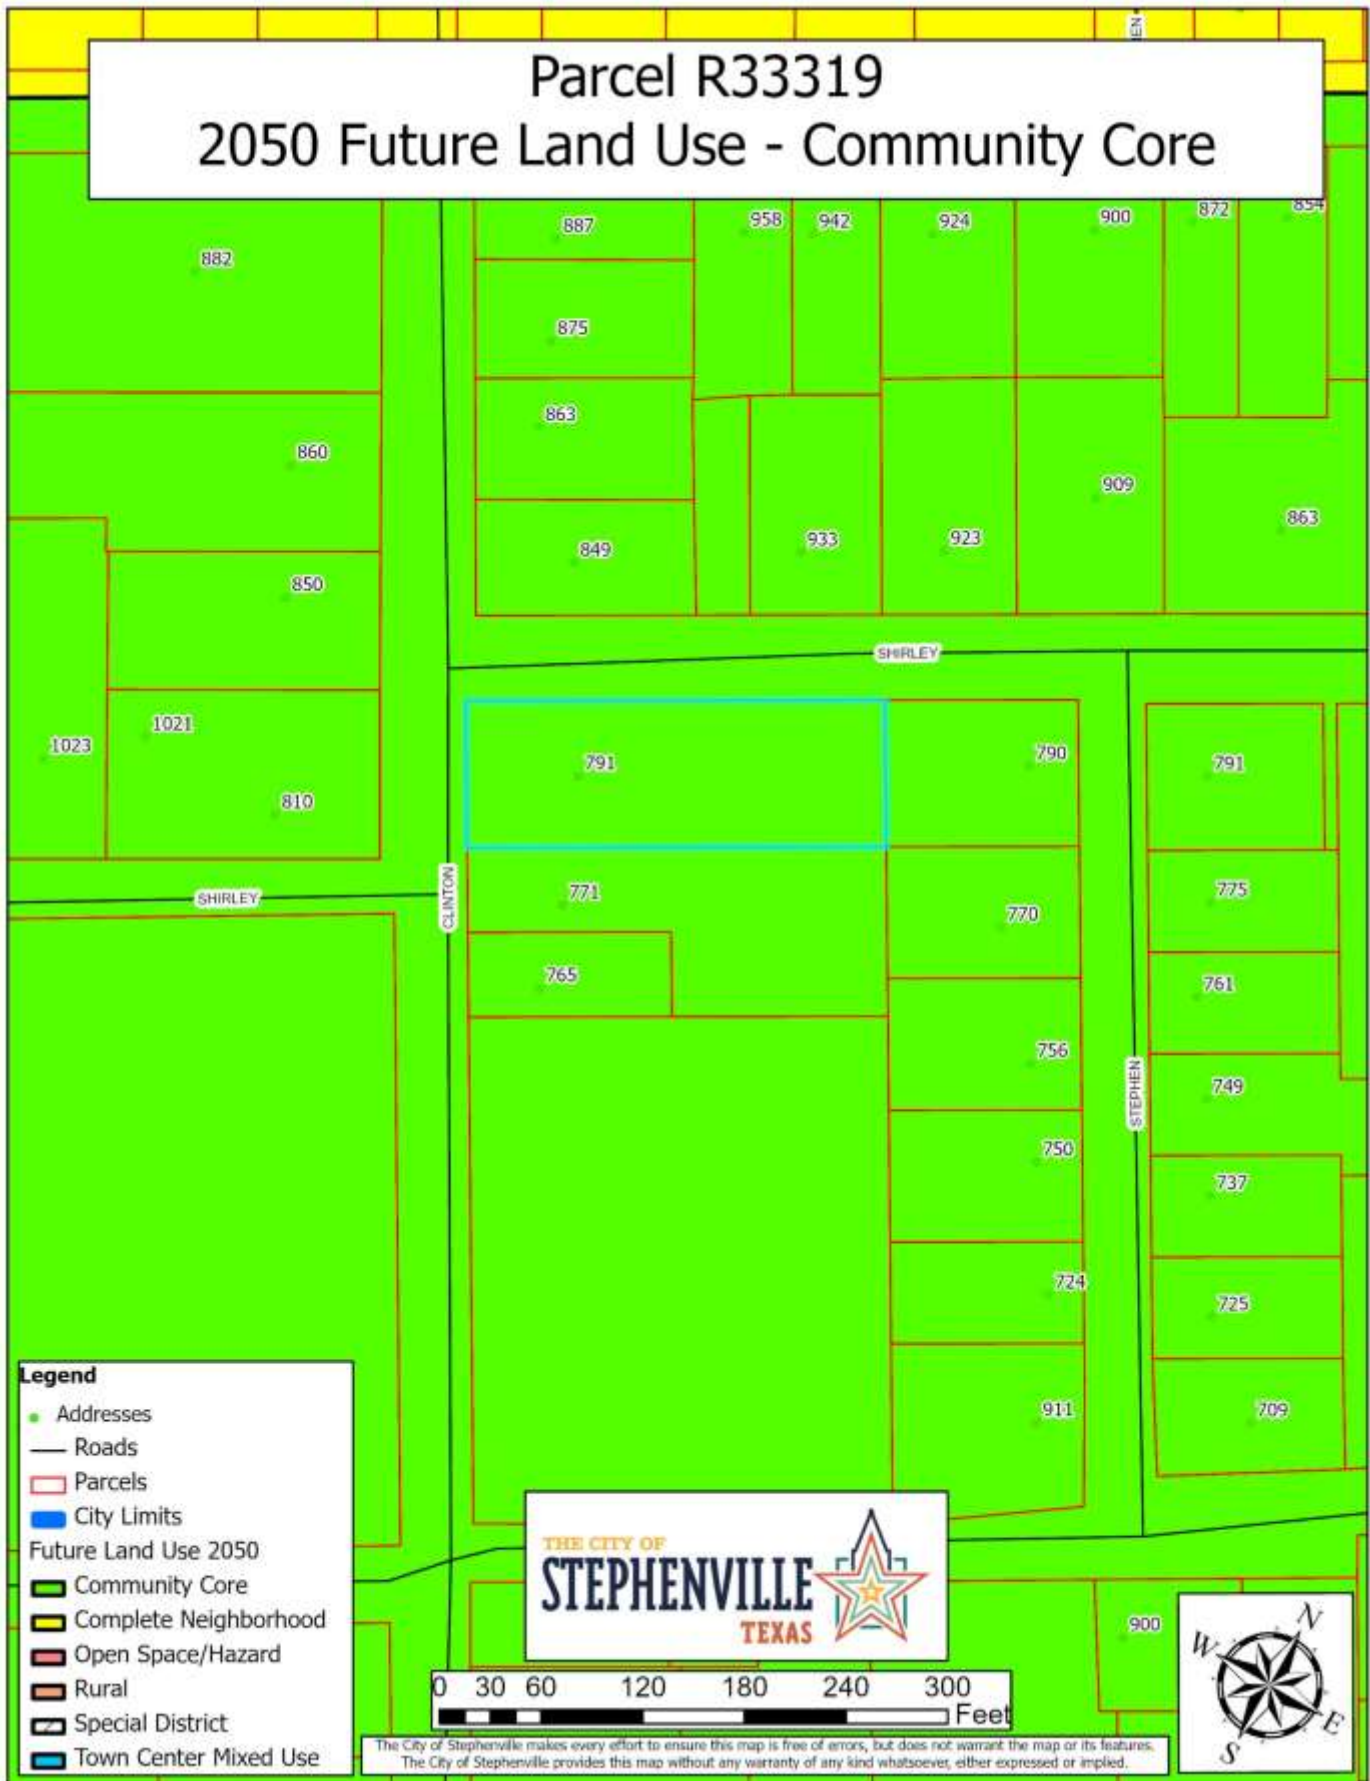 EN
Parcel R33319
2050 Future Land Use - Community Core
887
958
942
924
900
872
854
882
875
863
860
909
863
849
933
923
850
SHIRLEY
1023
1021
791
790
791
810
SHIRLEY
CLINTON
771
770
775
765
761
756
STEPHEN
749
750
737
724
725
911
709
Legend
Addresses
Roads
Parcels
City Limits
Future Land Use 2050
Community Core
Complete Neighborhood
Open Space/Hazard
Rural
Special District
Town Center Mixed Use
THE CITY OF
STEPHENVILLE
TEXAS
900
N
W
E
S
0 30 60 120 180 240 300
Feet
The City of Stephenville makes every effort to ensure this map is free of errors, but does not warrant the map or its features.
The City of Stephenville provides this map without any warranty of any kind whatsoever, either expressed or implied.